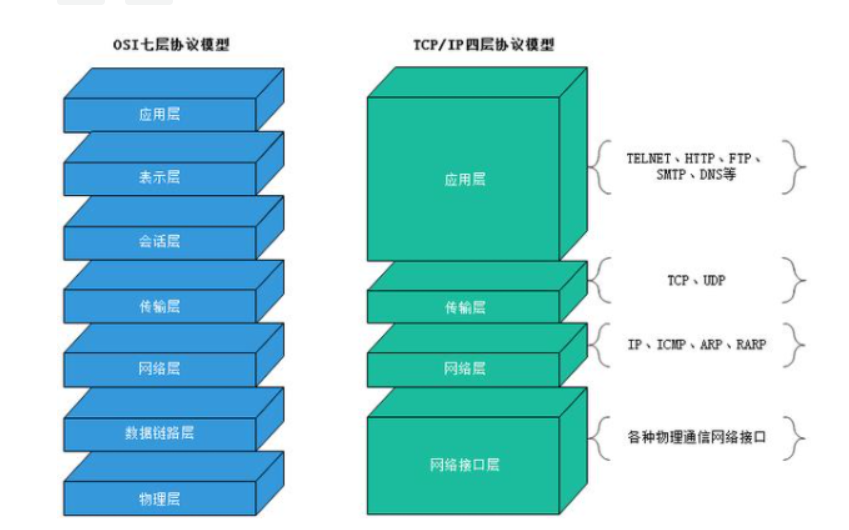 OSI七层协议模型
TCP/IP四层协议模型
应用层
表示层
会话层
传输层
网络层
数据链路层
物理层
应用层
传输层
网络层
网络接口层
TELNET、HTTP、FTP、
SMTP、DNS等
TCP、UDP
IP、ICMP、ARP、RARP
各种物理通信网络接口